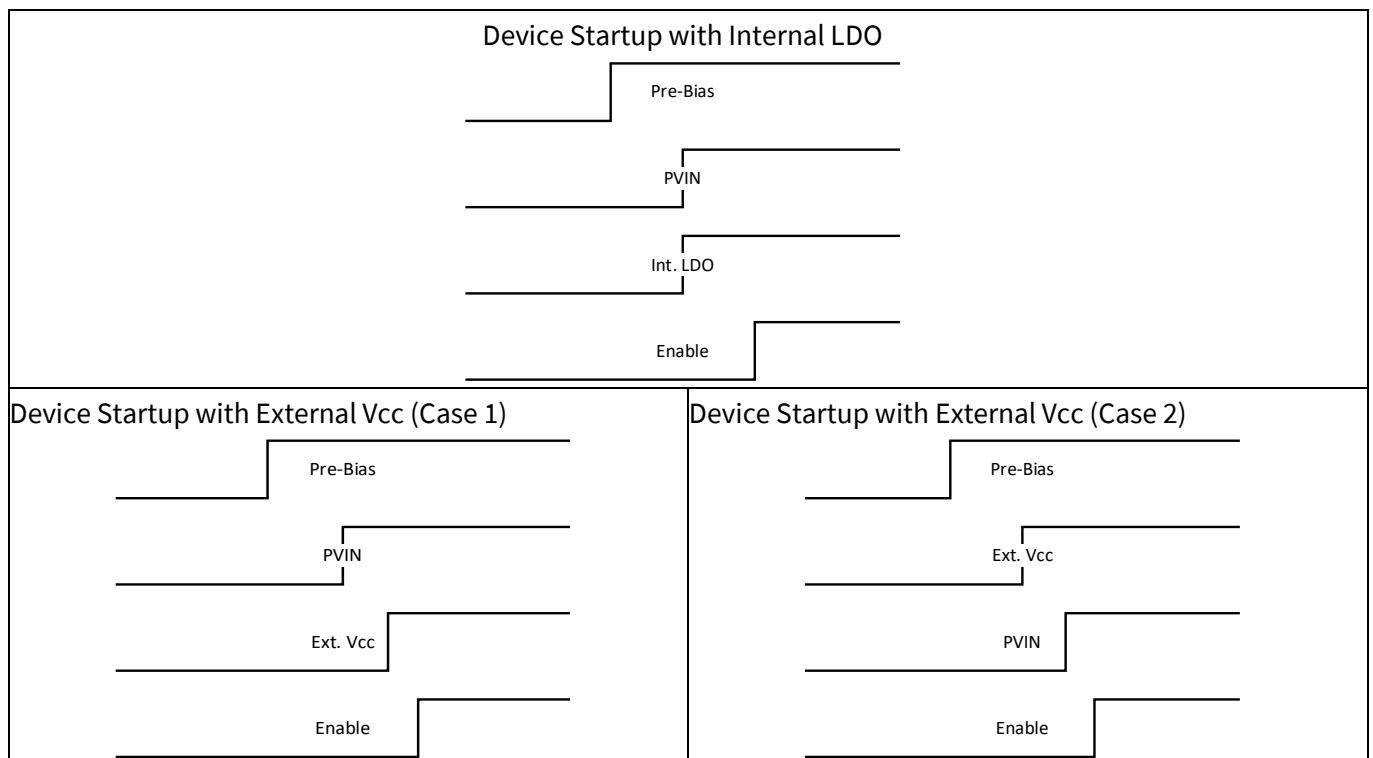 Device Startup with Internal LDO
Pre-Bias
PVIN
Int. LDO
Enable
Device Startup with External Vcc (Case 1)
Pre-Bias
PVIN
Ext. Vcc
Enable
Device Startup with External Vcc (Case 2)
Pre-Bias
Ext. Vcc
PVIN
Enable